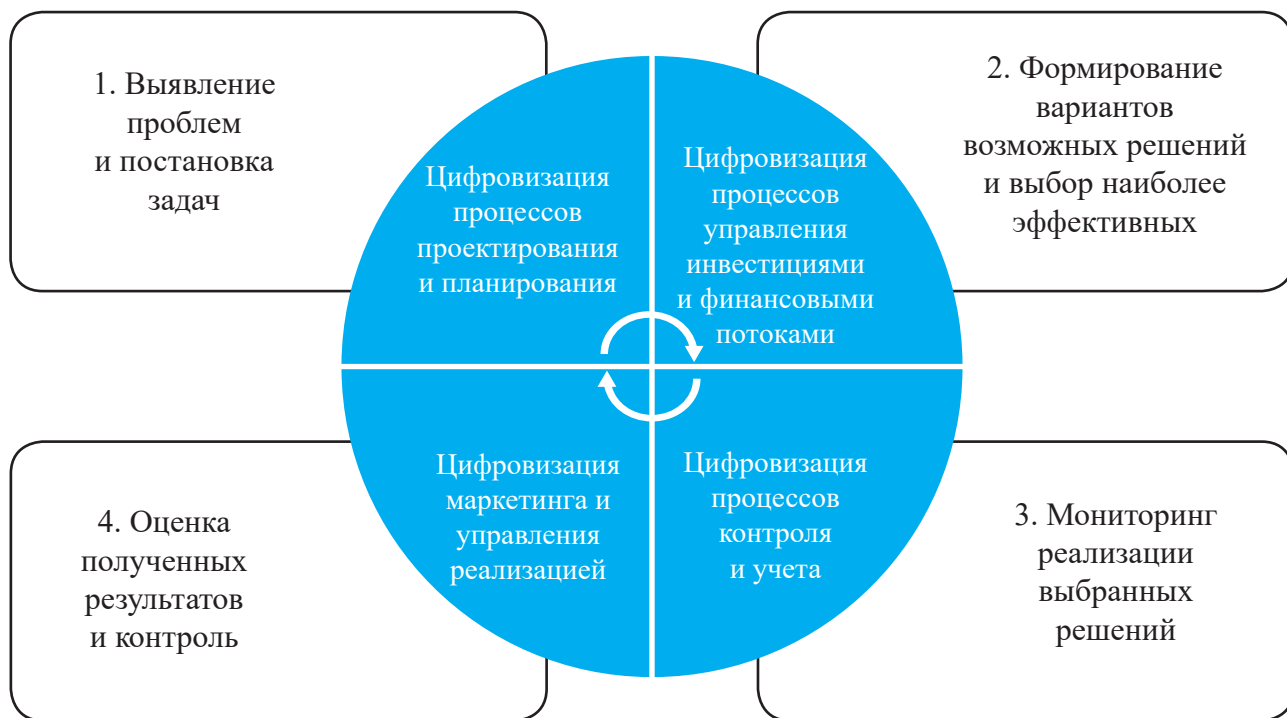 1. Выявление
проблем
и постановка
задач
2. Формирование
вариантов
возможных решений
и выбор наиболее
эффективных
Цифровизация
процессов
проектирования
и планирования
Цифровизация
процессов
управления
инвестициями
и финансовыми
потоками
Цифровизация
маркетинга и
управления
реализацией
Цифровизация
процессов
контроля
и учета
4. Оценка
полученных
результатов
и контроль
3. Мониторинг
реализации
выбранных
решений